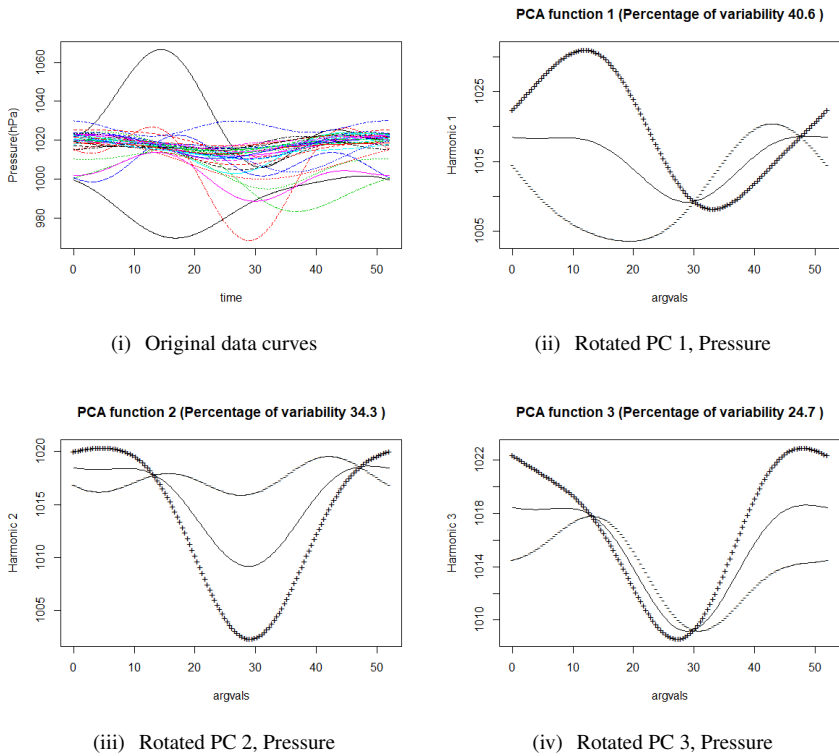 PCA function 1 (Percentage of variability 40.6 )
Pressure(hPa)
980 1000 1020 1040 1060
0 10 20 30 40 50
time
Harmonic 1
1005 1015 1025
0 10 20 30 40 50
argvals
(i) Original data curves
(ii) Rotated PC 1, Pressure
PCA function 2 (Percentage of variability 34.3 )
PCA function 3 (Percentage of variability 24.7 )
Harmonic 2
1005 1010 1015 1020
0 10 20 30 40 50
argvals
Harmonic 3
1010 1014 1018 1022
0 10 20 30 40 50
argvals
(iii) Rotated PC 2, Pressure
(iv) Rotated PC 3, Pressure